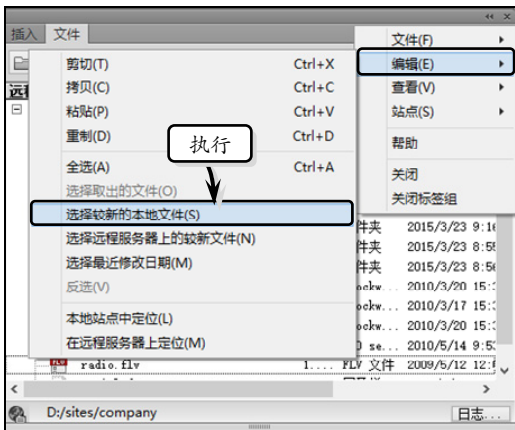 插入 文件
文件(F)
编辑(E)
查看(V)
站点(S)
帮助
关闭
关闭标签组
剪切(T) Ctrl+X
拷贝(C) Ctrl+C
粘贴(P) Ctrl+V
重制(D) Ctrl+D
执行
全选(A) Ctrl+A
选择取出的文件(O)
选择较新的本地文件(S)
选择远程服务器上的较新文件(N)
选择最近修改日期(M)
反选(V)
本地站点中定位(L)
在远程服务器上定位(M)
件夹 2015/3/23 9:16
件夹 2015/3/23
件夹 2015/3/23
ockw... 2010/3/20 15:
ockw... 2010/3/17 15:
ockw... 2010/3/20 15:
se... 2010/5/14 9:5
radio.flv 1.... FLV 文件 2009/5/12 12:
D:/sites/company 日志...